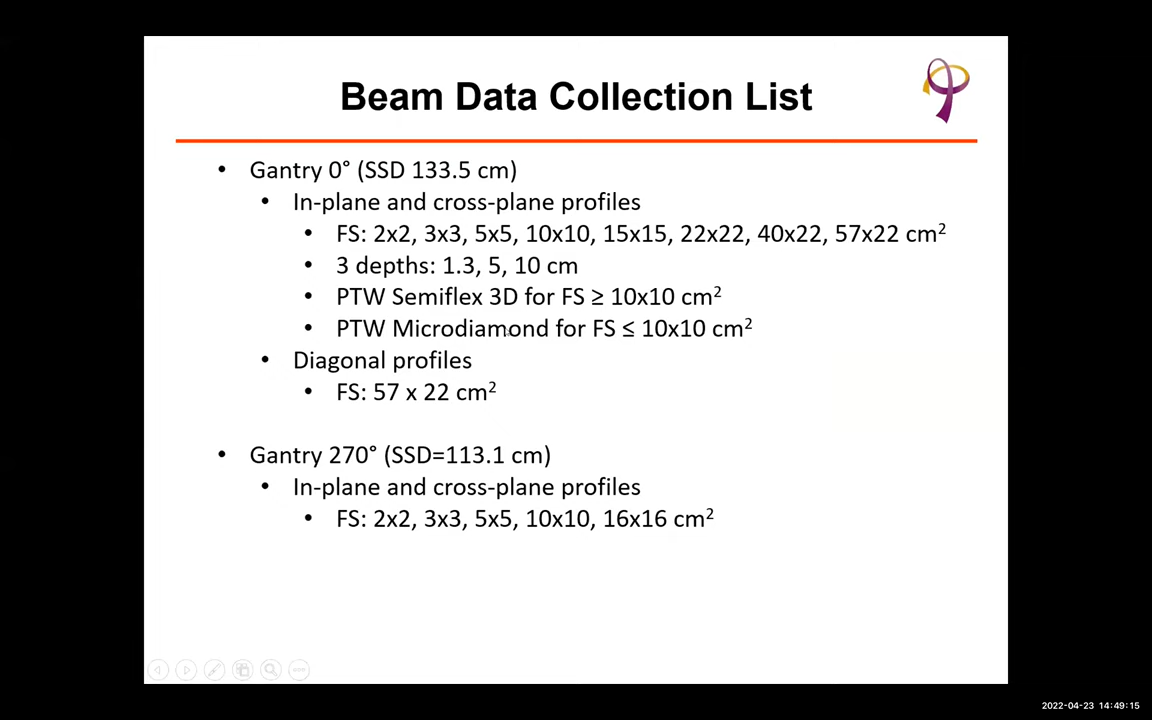 Beam Data Collection List
• Gantry 0° (SSD 133.5 cm)
• In-plane and cross-plane profiles
• FS: 2x2, 3x3, 5x5, 10x10, 15x15, 22x22, 40x22, 57x22 cm²
• 3 depths: 1.3, 5, 10 cm
• PTW Semiflex 3D for FS ≥ 10x10 cm²
• PTW Microdiamond for FS ≤ 10x10 cm²
• Diagonal profiles
• FS: 57 x 22 cm²
• Gantry 270° (SSD=113.1 cm)
• In-plane and cross-plane profiles
• FS: 2x2, 3x3, 5x5, 10x10, 16x16 cm²
2022-04-23 14:49:15